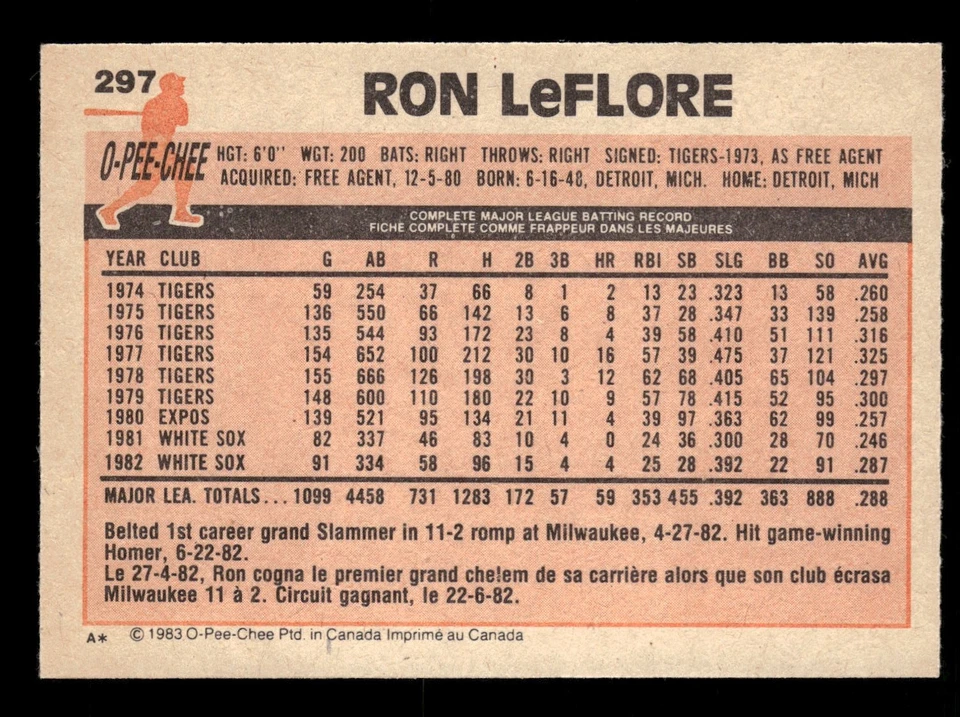 297
RON LeFLORE
O-PEE-CHEE
HGT: 6'0" WGT: 200 BATS: RIGHT THROWS: RIGHT SIGNED: TIGERS-1973, AS FREE AGENT
ACQUIRED: FREE AGENT, 12-5-80 BORN: 6-16-48, DETROIT, MICH. HOME: DETROIT, MICH
COMPLETE MAJOR LEAGUE BATTING RECORD
FICHE COMPLÈTE COMME FRAPPEUR DANS LES MAJEURES
YEAR CLUB G AB R H 2B 3B HR RBI SB SLG BB SO AVG
1974 TIGERS 59 254 37 66 8 1 2 13 23 .323 13 58 .260
1975 TIGERS 136 550 66 142 13 6 8 37 28 .347 33 139 .258
1976 TIGERS 135 544 93 172 23 8 4 39 58 .410 51 111 .316
1977 TIGERS 154 652 100 212 30 10 16 57 39 .475 37 121 .325
1978 TIGERS 155 666 126 198 30 3 12 62 68 .405 65 104 .297
1979 TIGERS 148 600 110 180 22 10 9 57 78 .415 52 95 .300
1980 EXPOS 139 521 95 134 21 11 4 39 97 .363 62 99 .257
1981 WHITE SOX 82 337 46 83 10 4 0 24 36 .300 28 70 .246
1982 WHITE SOX 91 334 58 96 15 4 4 25 28 .392 22 91 .287
MAJOR LEA. TOTALS... 1099 4458 731 1283 172 57 59 353 455 .392 363 888 .288
Belted 1st career grand Slammer in 11-2 romp at Milwaukee, 4-27-82. Hit game-winning
Homer, 6-22-82.
Le 27-4-82, Ron cogna le premier grand chelem de sa carrière alors que son club écrasa
Milwaukee 11 à 2. Circuit gagnant, le 22-6-82.
A* © 1983 O-Pee-Chee Ptd. in Canada Imprimé au Canada